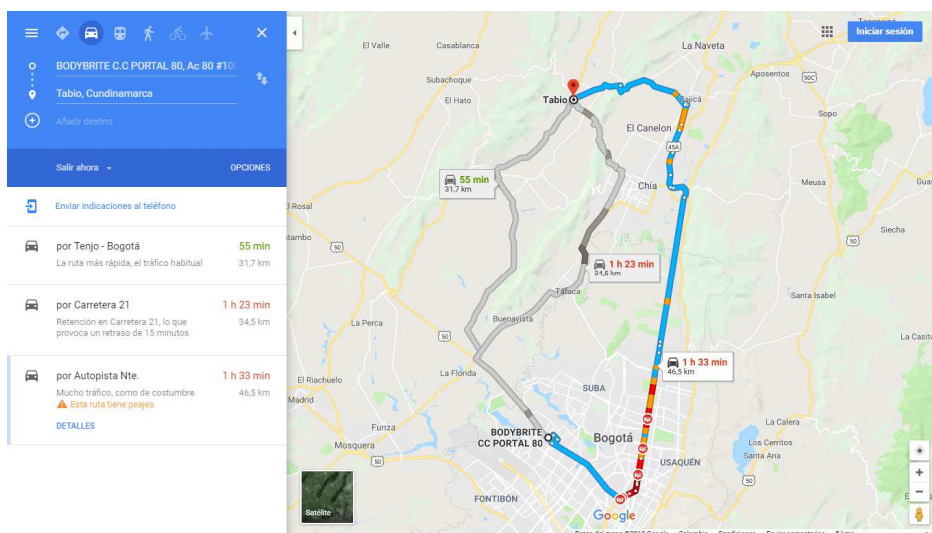 BODYBRITE C.C PORTAL 80, Ac 80 #10
Tabio, Cundinamarca
Añadir destino
Salir ahora
OPCIONES
Enviar indicaciones al teléfono
por Tenjo - Bogotá 55 min
La ruta más rápida, el tráfico habitual 31,7 km
por Carretera 21 1 h 23 min
Retención en Carretera 21, lo que 34,5 km
provoca un retraso de 15 minutos
por Autopista Nte. 1 h 33 min
Mucho tráfico, como de costumbre 46,5 km
Esta ruta tiene peajes
DETALLES
Iniciar sesión
El Valle
Casablanca
La Naveta
Subachoque
Aposentos
50C
El Hato
Tabio
Cajicá
Sopo
El Canelon
45A
55 min
31,7 km
Chía
Meusa
Siecha
50
50
1 h 23 min
34,5 km
Santa Isabel
Buenavista
La Perca
50
1 h 33 min
46,5 km
La Florida
El Riachuelo
SUBA
Madrid
La Calera
Funza
BODYBRITE
CC PORTAL 80
Bogotá
Los Cerritos
Mosquera
Santa Ana
USAQUÉN
50
50
FONTIBÓN
Satélite
Google